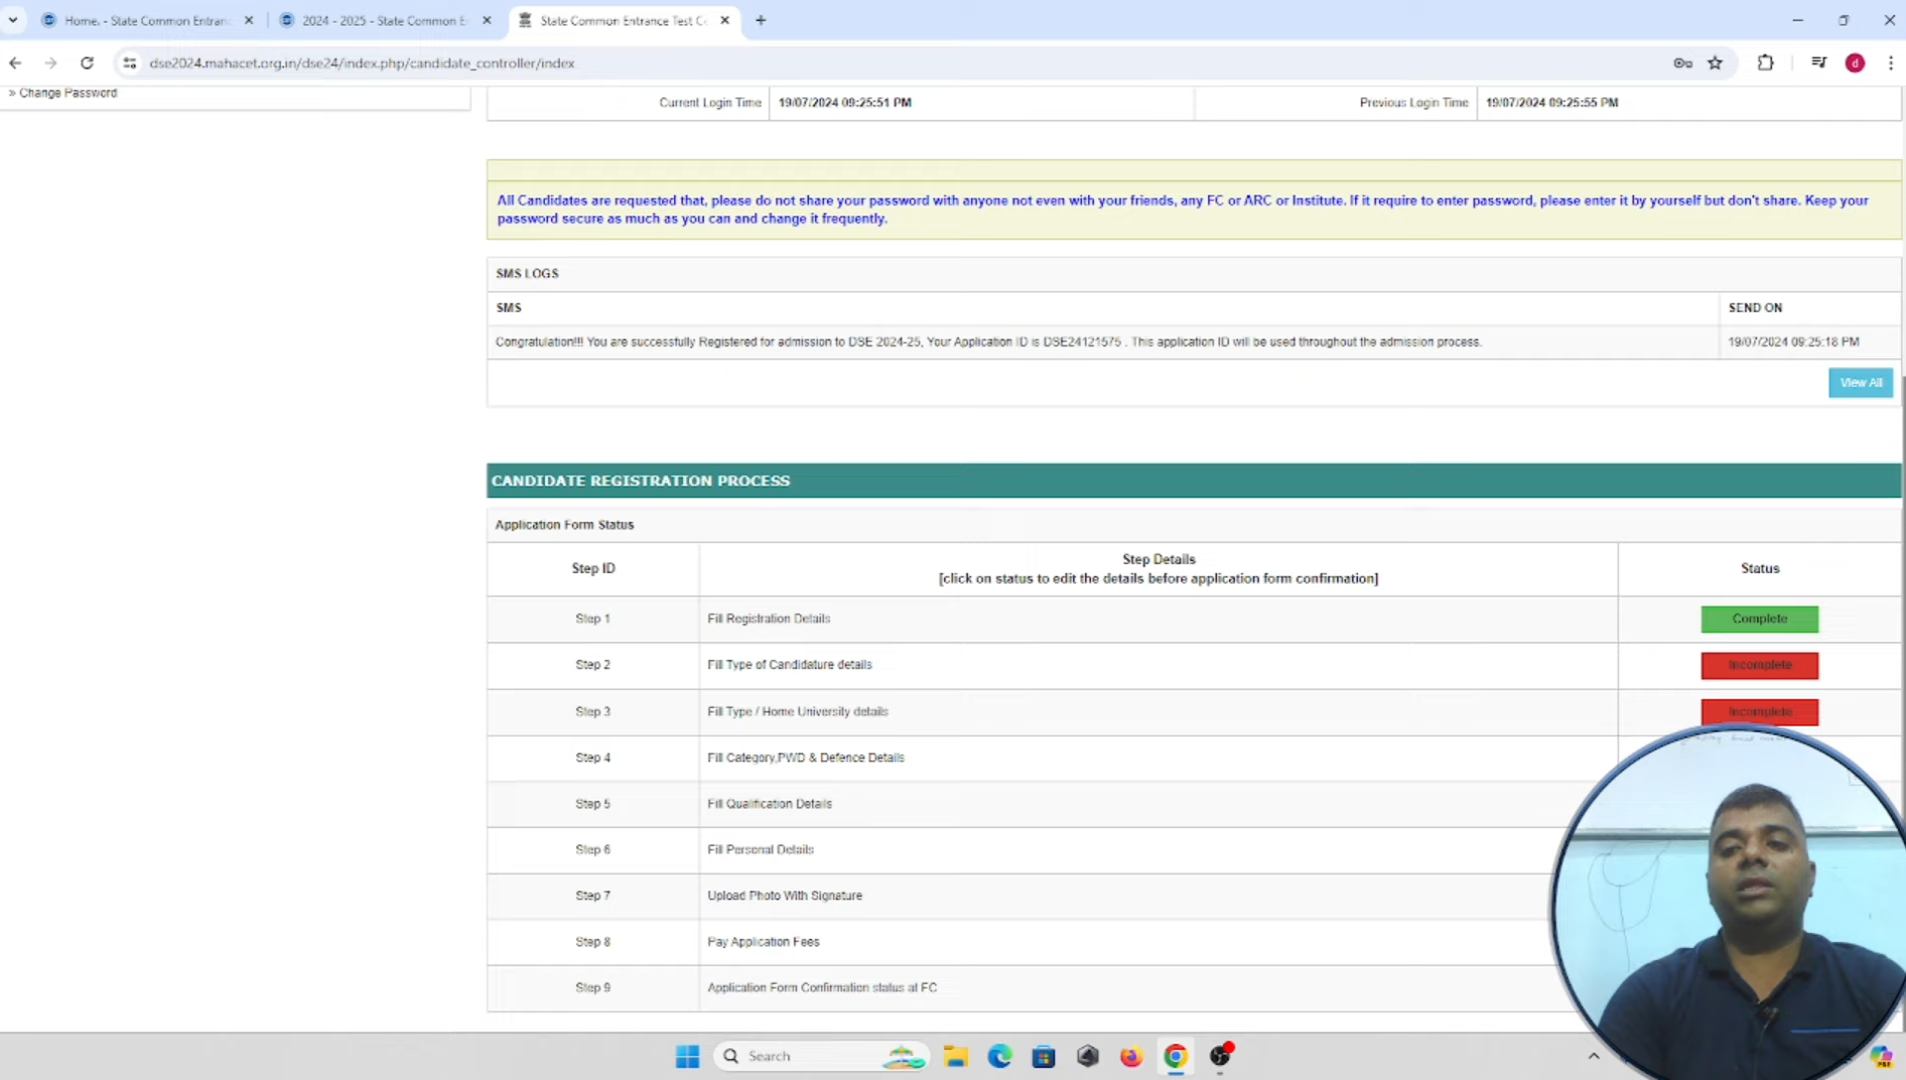 Home. - State Common Entran
2024 - 2025 - State Common E
State Common Entrance Test C
dse2024.mahacet.org.in/dse24/index.php/candidate_controller/index
d
» Change Password
Current Login Time 19/07/2024 09:25:51 PM Previous Login Time 19/07/2024 09:25:55 PM
All Candidates are requested that, please do not share your password with anyone not even with your friends, any FC or ARC or Institute. If it require to enter password, please enter it by yourself but don't share. Keep your
password secure as much as you can and change it frequently.
SMS LOGS
SMS SEND ON
Congratulation!!! You are successfully Registered for admission to DSE 2024-25, Your Application ID is DSE24121575 . This application ID will be used throughout the admission process. 19/07/2024 09:25:18 PM
View All
CANDIDATE REGISTRATION PROCESS
Application Form Status
Step ID Step Details Status
[click on status to edit the details before application form confirmation]
Step 1 Fill Registration Details Complete
Step 2 Fill Type of Candidature details Incomplete
Step 3 Fill Type / Home University details Incomplete
Step 4 Fill Category,PWD & Defence Details
Step 5 Fill Qualification Details
Step 6 Fill Personal Details
Step 7 Upload Photo With Signature
Step 8 Pay Application Fees
Step 9 Application Form Confirmation status at FC
Search